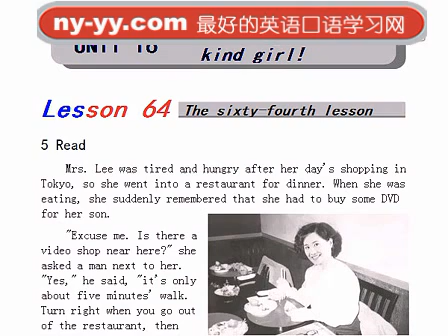 ny-yy.com 最好的英语口语学习网
UNIT 16
kind girl!
Lesson 64 The sixty-fourth lesson
5 Read
Mrs. Lee was tired and hungry after her day's shopping in
Tokyo, so she went into a restaurant for dinner. When she was
eating, she suddenly remembered that she had to buy some DVD
for her son.
"Excuse me. Is there a
video shop near here?" she
asked a man next to her.
"Yes," he said, "it's only
about five minutes' walk.
Turn right when you go out
of the restaurant, then